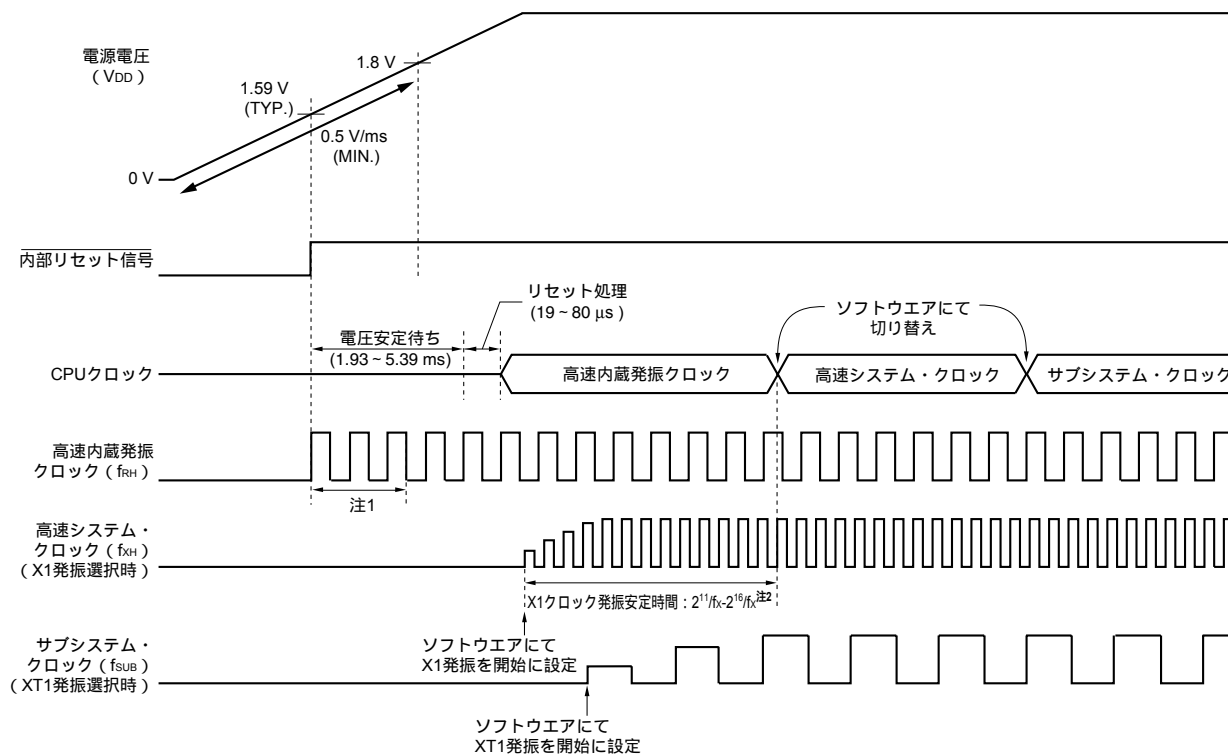 電源電圧
（VDD）
1.8 V
1.59 V
(TYP.)
0.5 V/ms
(MIN.)
0 V
内部リセット信号
リセット処理
(19～80 μs )
ソフトウエアにて
切り替え
電圧安定待ち
(1.93～5.39 ms)
CPUクロック
高速内蔵発振クロック
高速システム・クロック
サブシステム・クロック
高速内蔵発振
クロック（fRH）
注1
高速システム・
クロック（fXH）
（X1発振選択時）
X1クロック発振安定時間：2¹¹/fX-2¹⁶/fX注2
ソフトウエアにて
X1発振を開始に設定
サブシステム・
クロック（fSUB）
（XT1発振選択時）
ソフトウエアにて
XT1発振を開始に設定